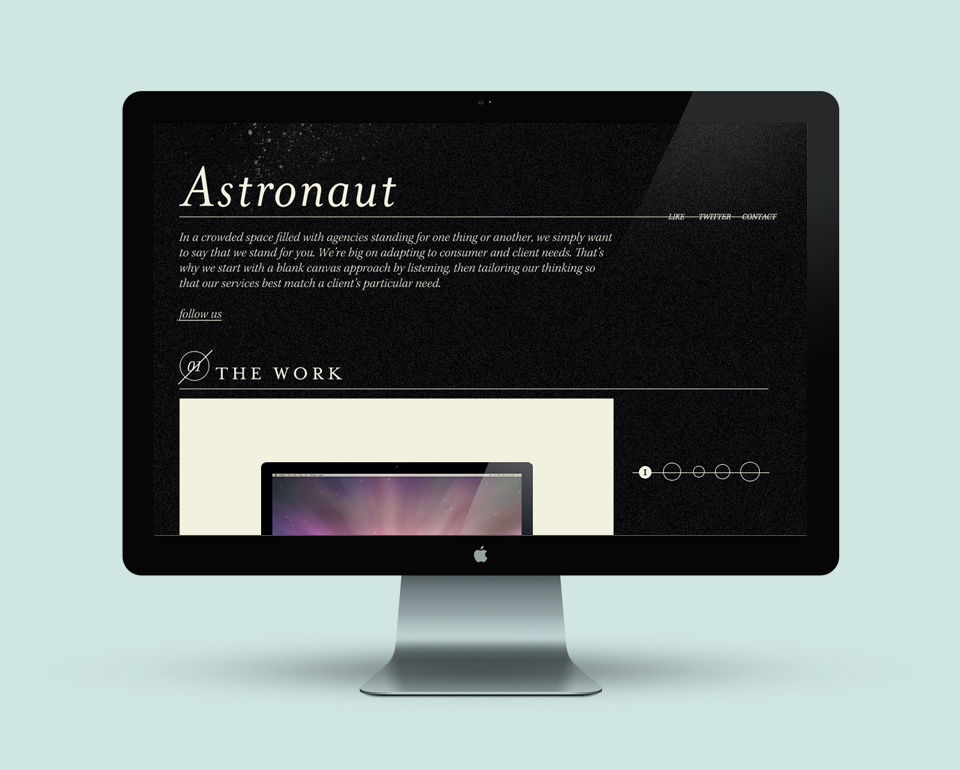 Astronaut
LIKE TWITTER CONTACT
In a crowded space filled with agencies standing for one thing or another, we simply want
to say that we stand for you. We're big on adapting to consumer and client needs. That's
why we start with a blank canvas approach by listening, then tailoring our thinking so
that our services best match a client's particular need.
follow us
01 THE WORK
1